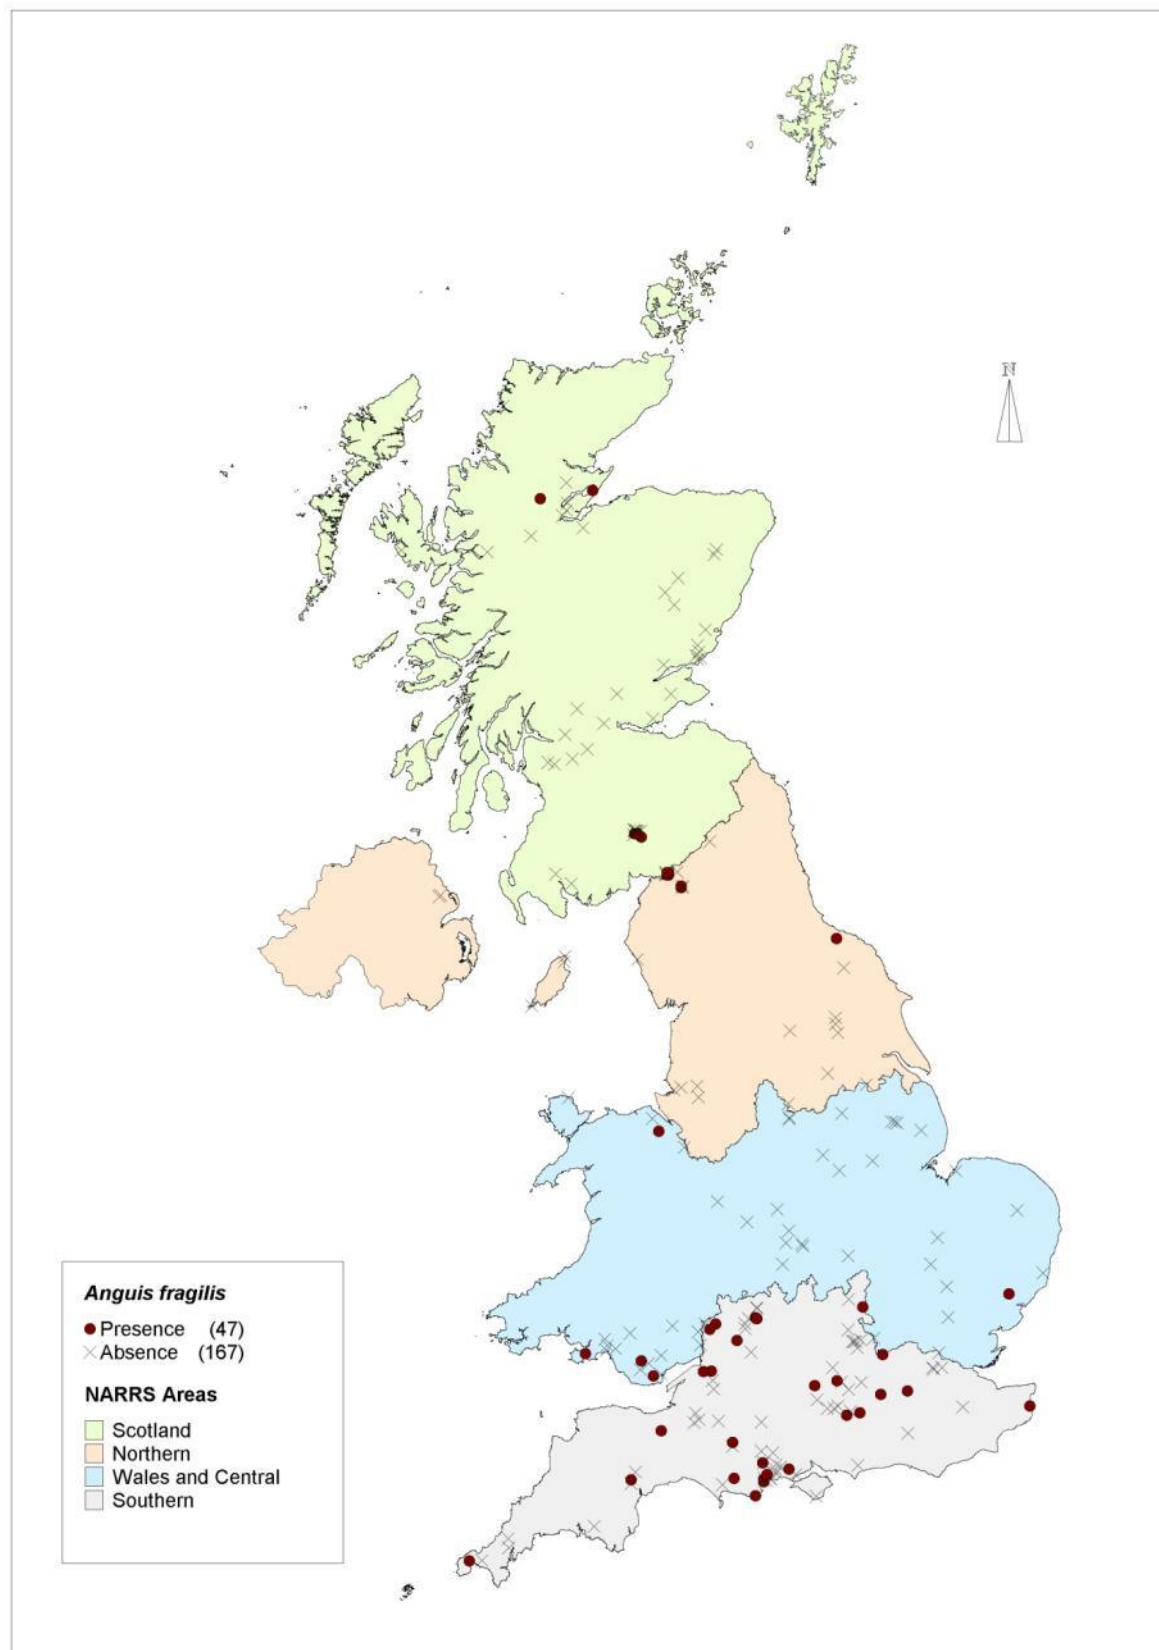 N
Anguis fragilis
Presence (47)
Absence (167)
NARRS Areas
Scotland
Northern
Wales and Central
Southern